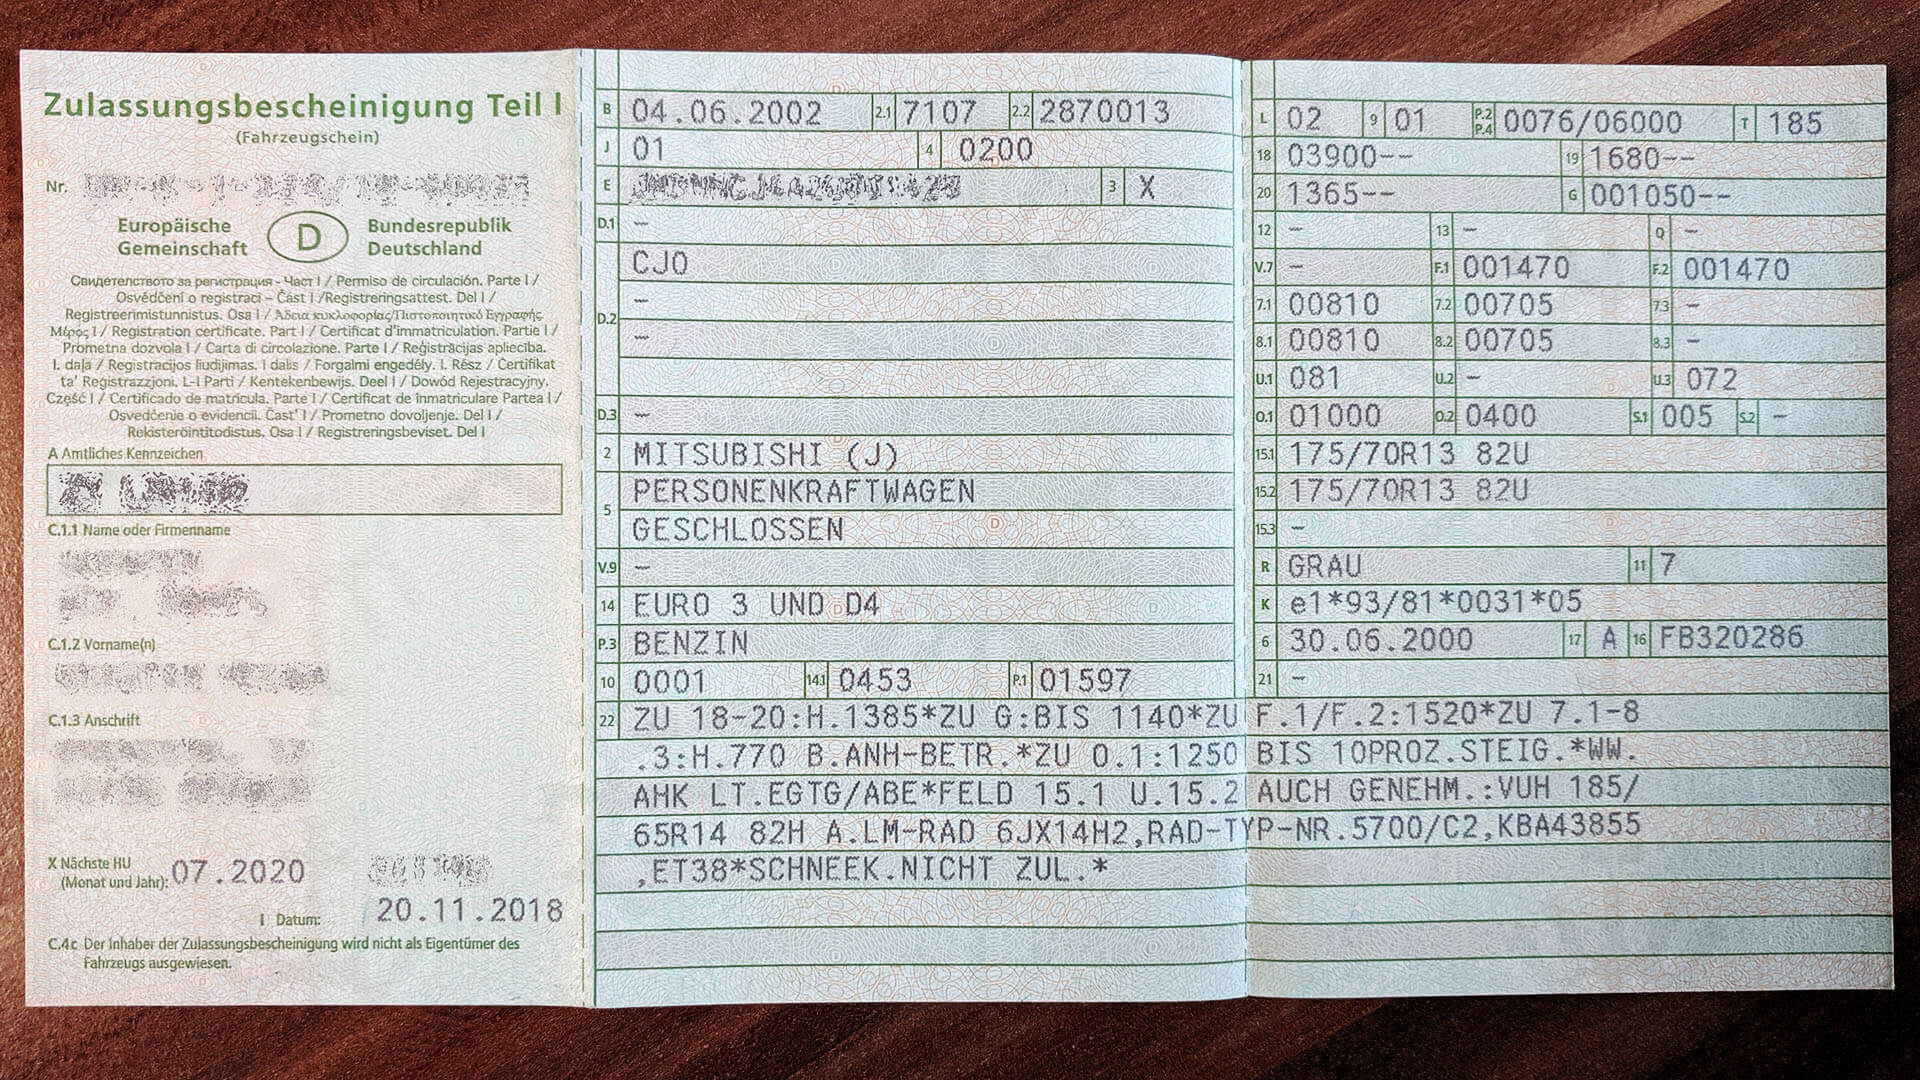 Zulassungsbescheinigung Teil I
(Fahrzeugschein)
Nr.
Europäische Gemeinschaft D Bundesrepublik Deutschland
Свидетелството за регистрация - Част I / Permiso de circulación. Parte I /
Osvědčení o registraci – Část I /Registreringsattest. Del I /
Registreerimistunnistus. Osa I / Άδεια κυκλοφορίας/Πιστοποιητικό Εγγραφής.
Μέρος I / Registration certificate. Part I / Certificat d'immatriculation. Partie I /
Prometna dozvola I / Carta di circolazione. Parte I / Reģistrācijas apliecība.
I. daļa / Registracijos liudijimas. I dalis / Forgalmi engedély. I. Rész / Ċertifikat
ta' Reġistrazzjoni. L-I Parti / Kentekenbewijs. Deel I / Dowód Rejestracyjny.
Część I / Certificado de matrícula. Parte I / Certificat de înmatriculare Partea I /
Osvedčenie o evidencii. Časť I / Prometno dovoljenje. Del I /
Rekisteröintitodistus. Osa I / Registreringsbeviset. Del I
A Amtliches Kennzeichen
C.1.1 Name oder Firmenname
C.1.2 Vorname(n)
C.1.3 Anschrift
X Nächste HU
(Monat und Jahr): 07.2020
I Datum: 20.11.2018
C.4c Der Inhaber der Zulassungsbescheinigung wird nicht als Eigentümer des
Fahrzeugs ausgewiesen.
B 04.06.2002 2.1 7107 2.2 2870013
J 01 4 0200
E 3 X
D.1 –
CJ0
–
D.2 –
D.3 –
2 MITSUBISHI (J)
5 PERSONENKRAFTWAGEN
GESCHLOSSEN
V.9 –
14 EURO 3 UND D4
P.3 BENZIN
10 0001 14.1 0453 P.1 01597
L 02 9 01 P.2 P.4 0076/06000 T 185
18 03900-- 19 1680--
20 1365-- G 001050--
12 – 13 – Q –
V.7 – F.1 001470 F.2 001470
7.1 00810 7.2 00705 7.3 –
8.1 00810 8.2 00705 8.3 –
U.1 081 U.2 – U.3 072
O.1 01000 O.2 0400 S.1 005 S.2 –
15.1 175/70R13 82U
15.2 175/70R13 82U
15.3 –
R GRAU 11 7
K e1*93/81*0031*05
6 30.06.2000 17 A 16 FB320286
21 –
22 ZU 18-20:H.1385*ZU G:BIS 1140*ZU F.1/F.2:1520*ZU 7.1-8
.3:H.770 B.ANH-BETR.*ZU O.1:1250 BIS 10PROZ.STEIG.*WW.
AHK LT.EGTG/ABE*FELD 15.1 U.15.2 AUCH GENEHM.:VUH 185/
65R14 82H A.LM-RAD 6JX14H2,RAD-TYP-NR.5700/C2,KBA43855
,ET38*SCHNEEK.NICHT ZUL.*